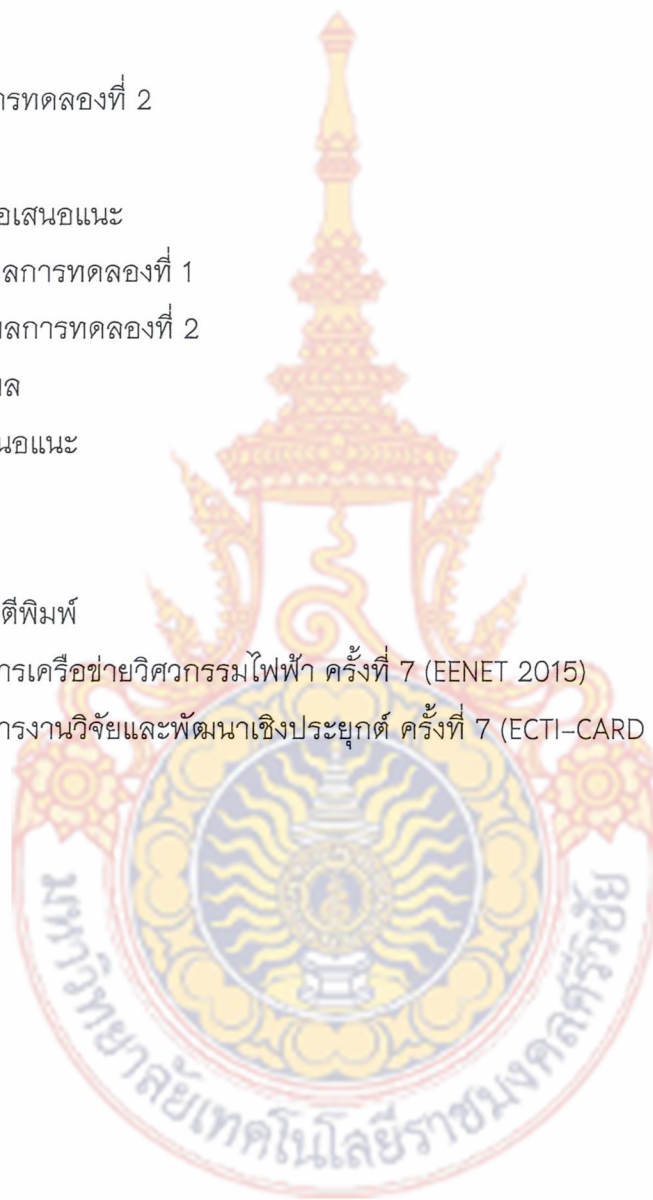 ารทดลองที่ 2
อเสนอแนะ
ลการทดลองที่ 1
ผลการทดลองที่ 2
ผล
นอแนะ
ตีพิมพ์
การเครือข่ายวิศวกรรมไฟฟ้า ครั้งที่ 7 (EENET 2015)
การงานวิจัยและพัฒนาเชิงประยุกต์ ครั้งที่ 7 (ECTI–CARD
มหาวิทยาลัยเทคโนโลยีราชมงคลศรีวิชัย